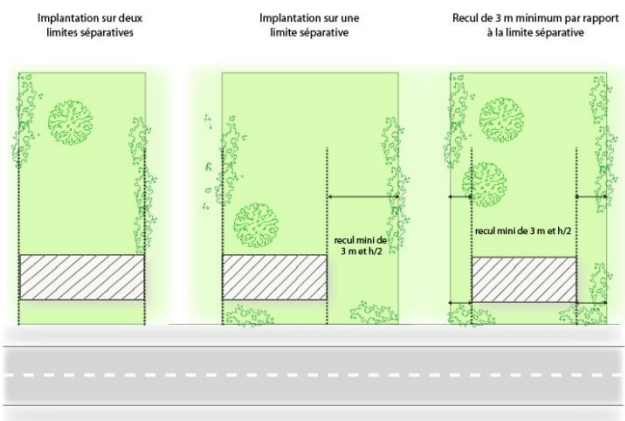 Implantation sur deux
limites séparatives
Implantation sur une
limite séparative
Recul de 3 m minimum par rapport
à la limite séparative
recul mini de
3 m et h/2
recul mini de 3 m et h/2